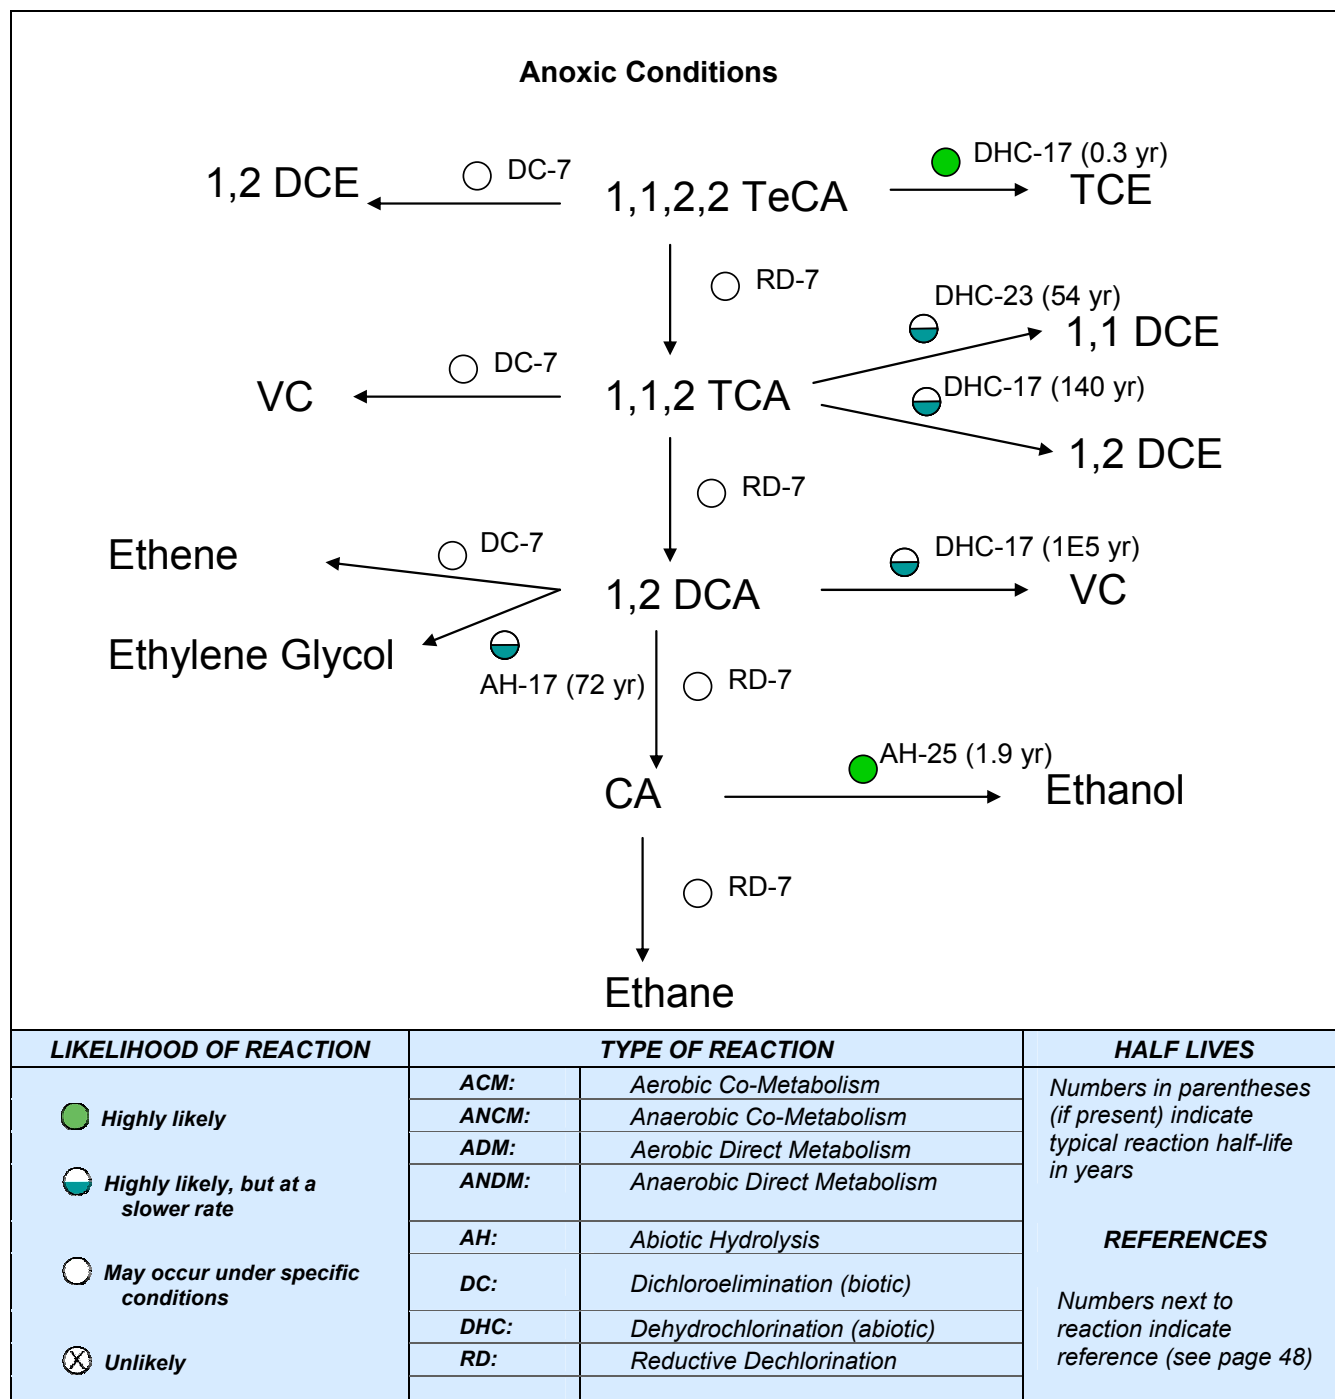 Anoxic Conditions
1,2 DCE
DC-7
1,1,2,2 TeCA
DHC-17 (0.3 yr)
TCE
RD-7
DHC-23 (54 yr)
1,1 DCE
VC
DC-7
1,1,2 TCA
DHC-17 (140 yr)
1,2 DCE
RD-7
Ethene
DC-7
1,2 DCA
DHC-17 (1E5 yr)
VC
Ethylene Glycol
AH-17 (72 yr)
RD-7
CA
AH-25 (1.9 yr)
Ethanol
RD-7
Ethane
LIKELIHOOD OF REACTION
Highly likely
Highly likely, but at a
slower rate
May occur under specific
conditions
Unlikely
TYPE OF REACTION
ACM: Aerobic Co-Metabolism
ANCM: Anaerobic Co-Metabolism
ADM: Aerobic Direct Metabolism
ANDM: Anaerobic Direct Metabolism
AH: Abiotic Hydrolysis
DC: Dichloroelimination (biotic)
DHC: Dehydrochlorination (abiotic)
RD: Reductive Dechlorination
HALF LIVES
Numbers in parentheses
(if present) indicate
typical reaction half-life
in years
REFERENCES
Numbers next to
reaction indicate
reference (see page 48)